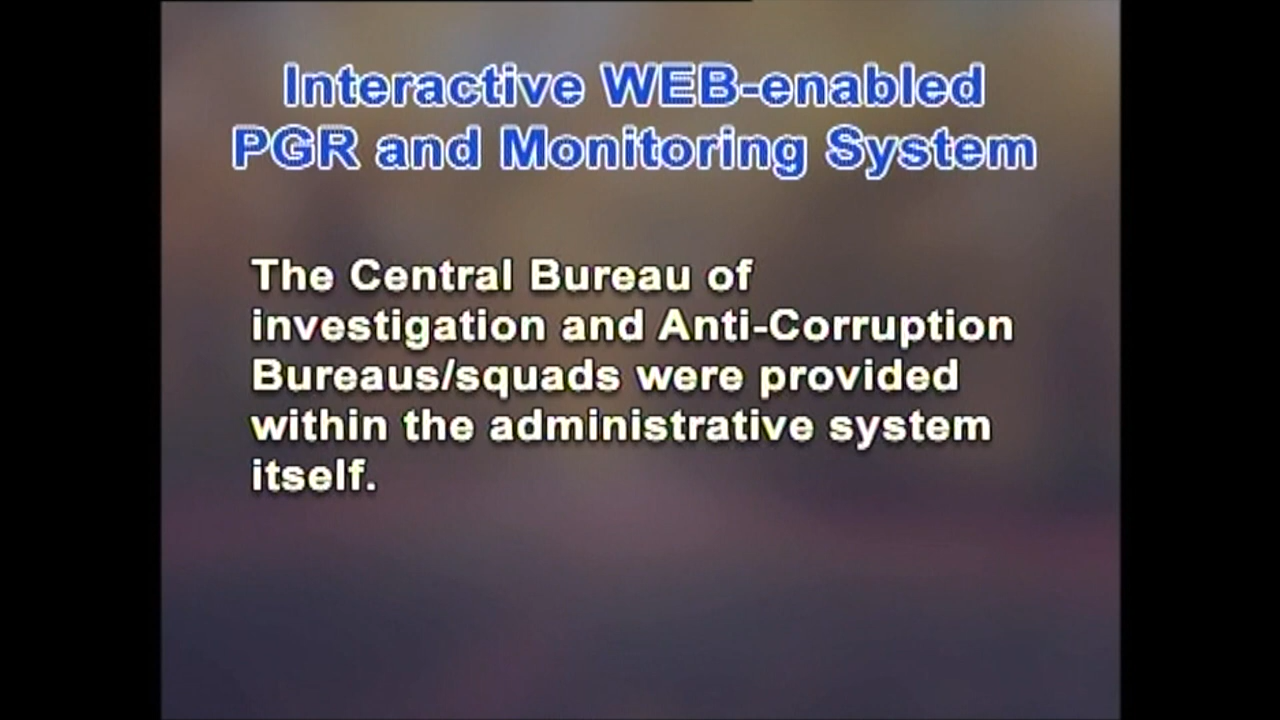 Interactive WEB-enabled
PGR and Monitoring System
The Central Bureau of
investigation and Anti-Corruption
Bureaus/squads were provided
within the administrative system
itself.